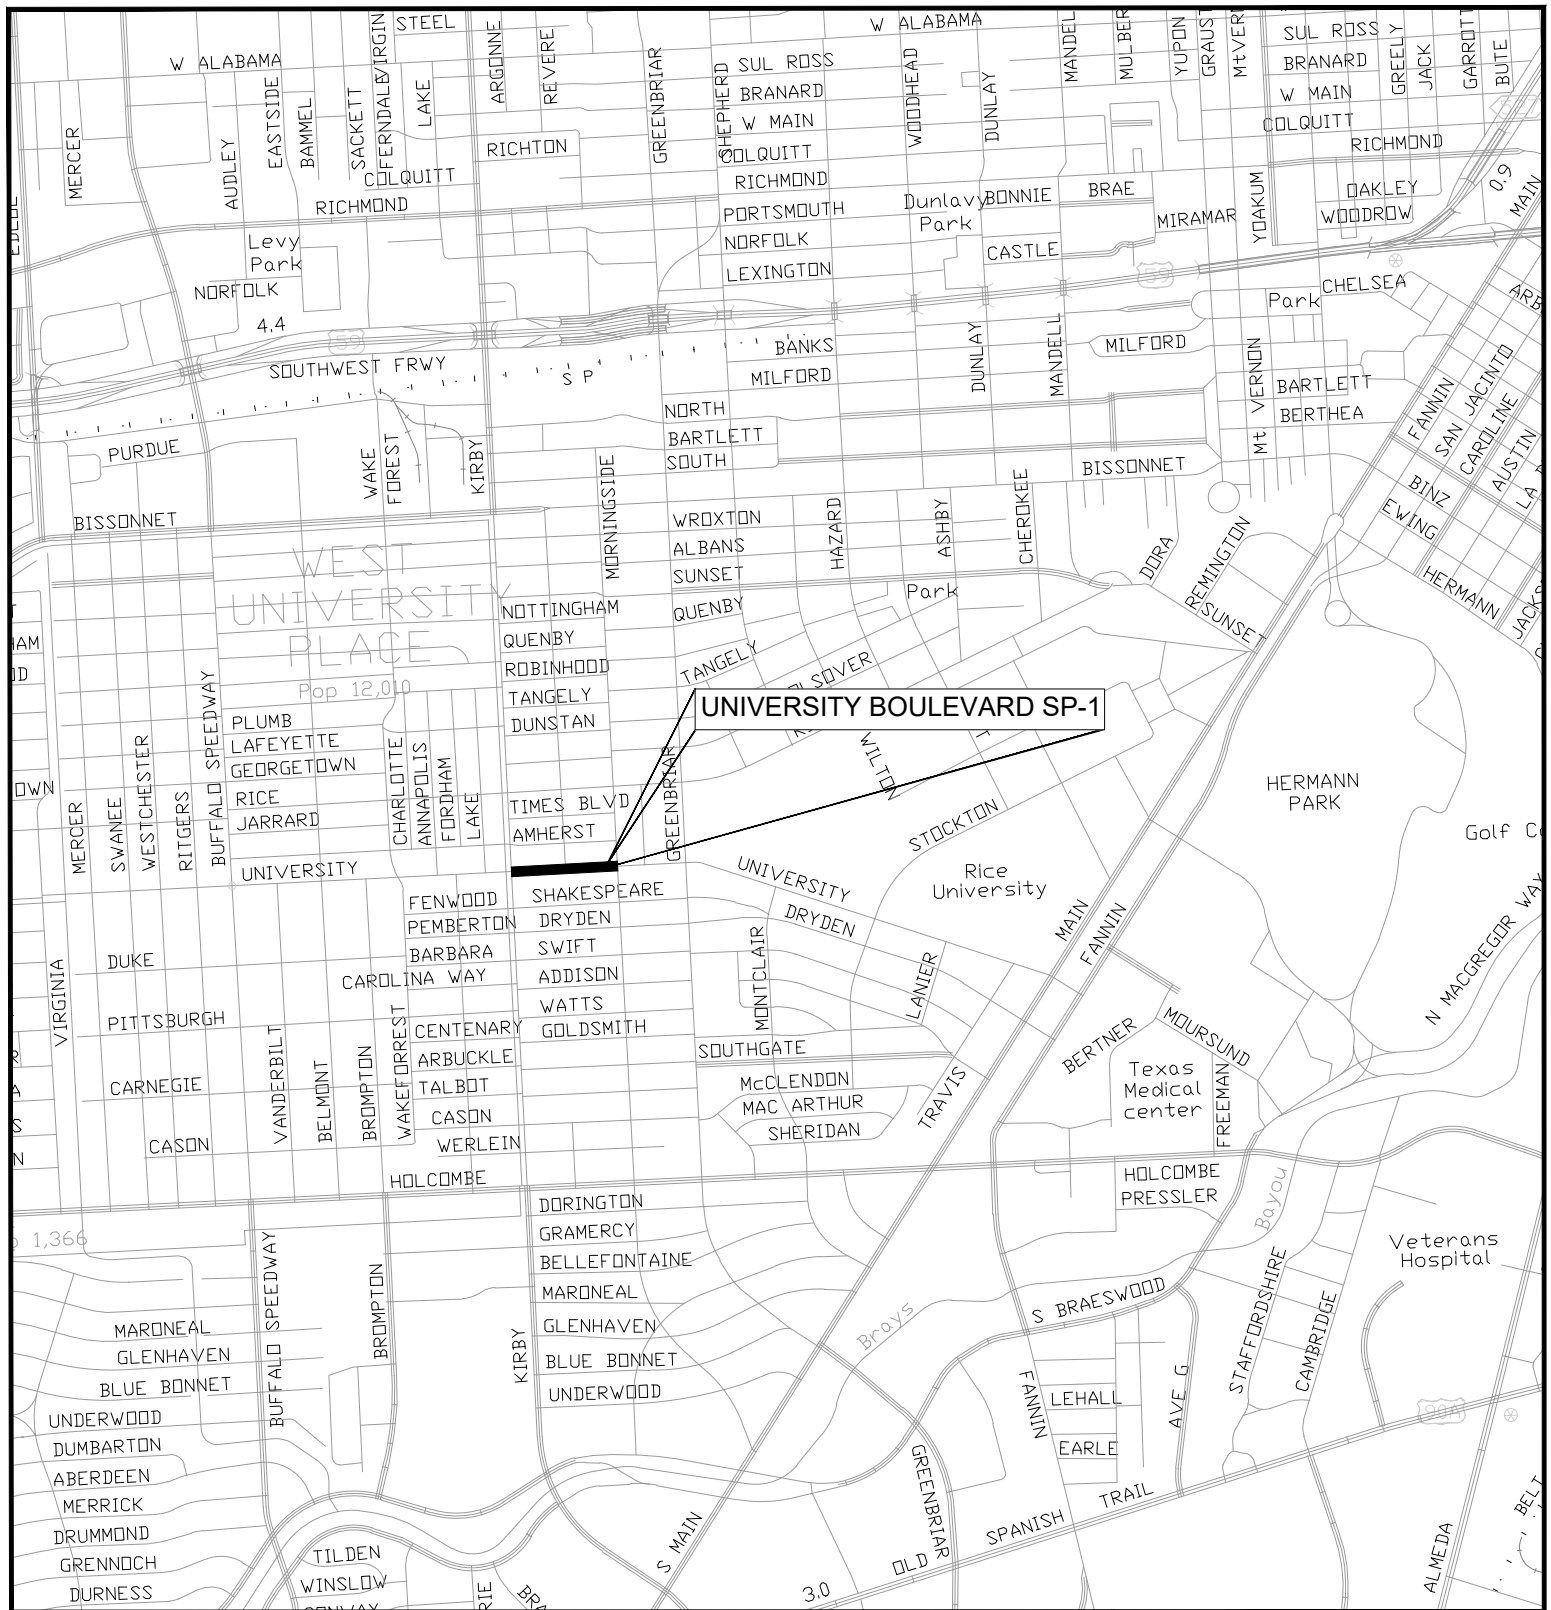 STEEL
W ALABAMA
SUL ROSS
W ALABAMA
SUL ROSS
BRANARD
BRANARD
W MAIN
W MAIN
COLQUITT
RICHTON
COLQUITT
RICHMOND
COLQUITT
RICHMOND
RICHMOND
MERCER
AUDLEY
EASTSIDE
BAMMEL
SACKETT
FERNDALE
LAKE
ARGONNE
REVERE
GREENBRIAR
SHEPHERD
WOODHEAD
DUNLAY
YUPON
JACK
GREELY
BUTE
0.9
MAIN
BONNIE
BRAE
OAKLEY
WOODROW
YOAKUM
PORTSMOUTH
Dunlavy
Park
MIRAMAR
NORFOLK
CASTLE
LEXINGTON
Levy
Park
NORFOLK
4.4
59
59
CHELSEA
Park
SOUTHWEST FRWY
S P
BANKS
MILFORD
MILFORD
DUNLAY
MANDELL
Mt VERNON
BARTLETT
BERTHEA
NORTH
BARTLETT
SOUTH
BISSONNET
PURDUE
WAKE
FOREST
KIRBY
MORNINGSIDE
FANNIN
SAN JACINTO
CAROLINE
AUSTIN
BINZ
EWING
HERMANN
BISSONNET
WROXTON
ALBANS
SUNSET
HAZARD
ASHBY
CHEROKEE
DORA
REMINGTON
SUNSET
WEST
UNIVERSITY
PLACE
Pop 12,010
NOTTINGHAM
QUENBY
QUENBY
Park
ROBINHOOD
TANGELY
TANGELY
DUNSTAN
UNIVERSITY BOULEVARD SP-1
PLUMB
LAFEYETTE
GEORGETOWN
RICE
JARRARD
UNIVERSITY
TIMES BLVD
AMHERST
GREENBRIAR
WILTON
STOCKTON
HERMANN
PARK
MERCER
SWANEE
WESTCHESTER
RITGERS
BUFFALO SPEEDWAY
CHARLOTTE
ANNAPOLIS
FORDHAM
LAKE
UNIVERSITY
Rice
University
MAIN
FANNIN
N MACGREGOR WAY
FENWOOD
SHAKESPEARE
PEMBERTON
DRYDEN
DRYDEN
BARBARA
SWIFT
CAROLINA WAY
ADDISON
WATTS
CENTENARY
GOLDSMITH
ARBUCKLE
TALBOT
CASON
WERLEIN
HOLCOMBE
DUKE
PITTSBURGH
CARNEGIE
CASON
VIRGINIA
VANDERBILT
BELMONT
BROMPTON
WAKEFORREST
MONTCLAIR
LANIER
SOUTHGATE
McCLENDON
MAC ARTHUR
SHERIDAN
TRAVIS
BERTNER
MOURSUND
Texas
Medical
center
FREEMAN
HOLCOMBE
PRESSLER
Brays
Bayou
Veterans
Hospital
1,366
DORINGTON
GRAMERCY
BELLEFONTAINE
MARONEAL
GLENHAVEN
BLUE BONNET
UNDERWOOD
BUFFALO SPEEDWAY
BROMPTON
KIRBY
MARONEAL
GLENHAVEN
BLUE BONNET
UNDERWOOD
DUMBARTON
ABERDEEN
MERRICK
DRUMMOND
GRENNOCH
DURNESS
TILDEN
WINSLOW
S BRAESWOOD
FANNIN
LEHALL
EARLE
AVE G
STAFFORDSHIRE
CAMBRIDGE
90A
GREENBRIAR
S MAIN
3.0
OLD
SPANISH
TRAIL
ALMEDA